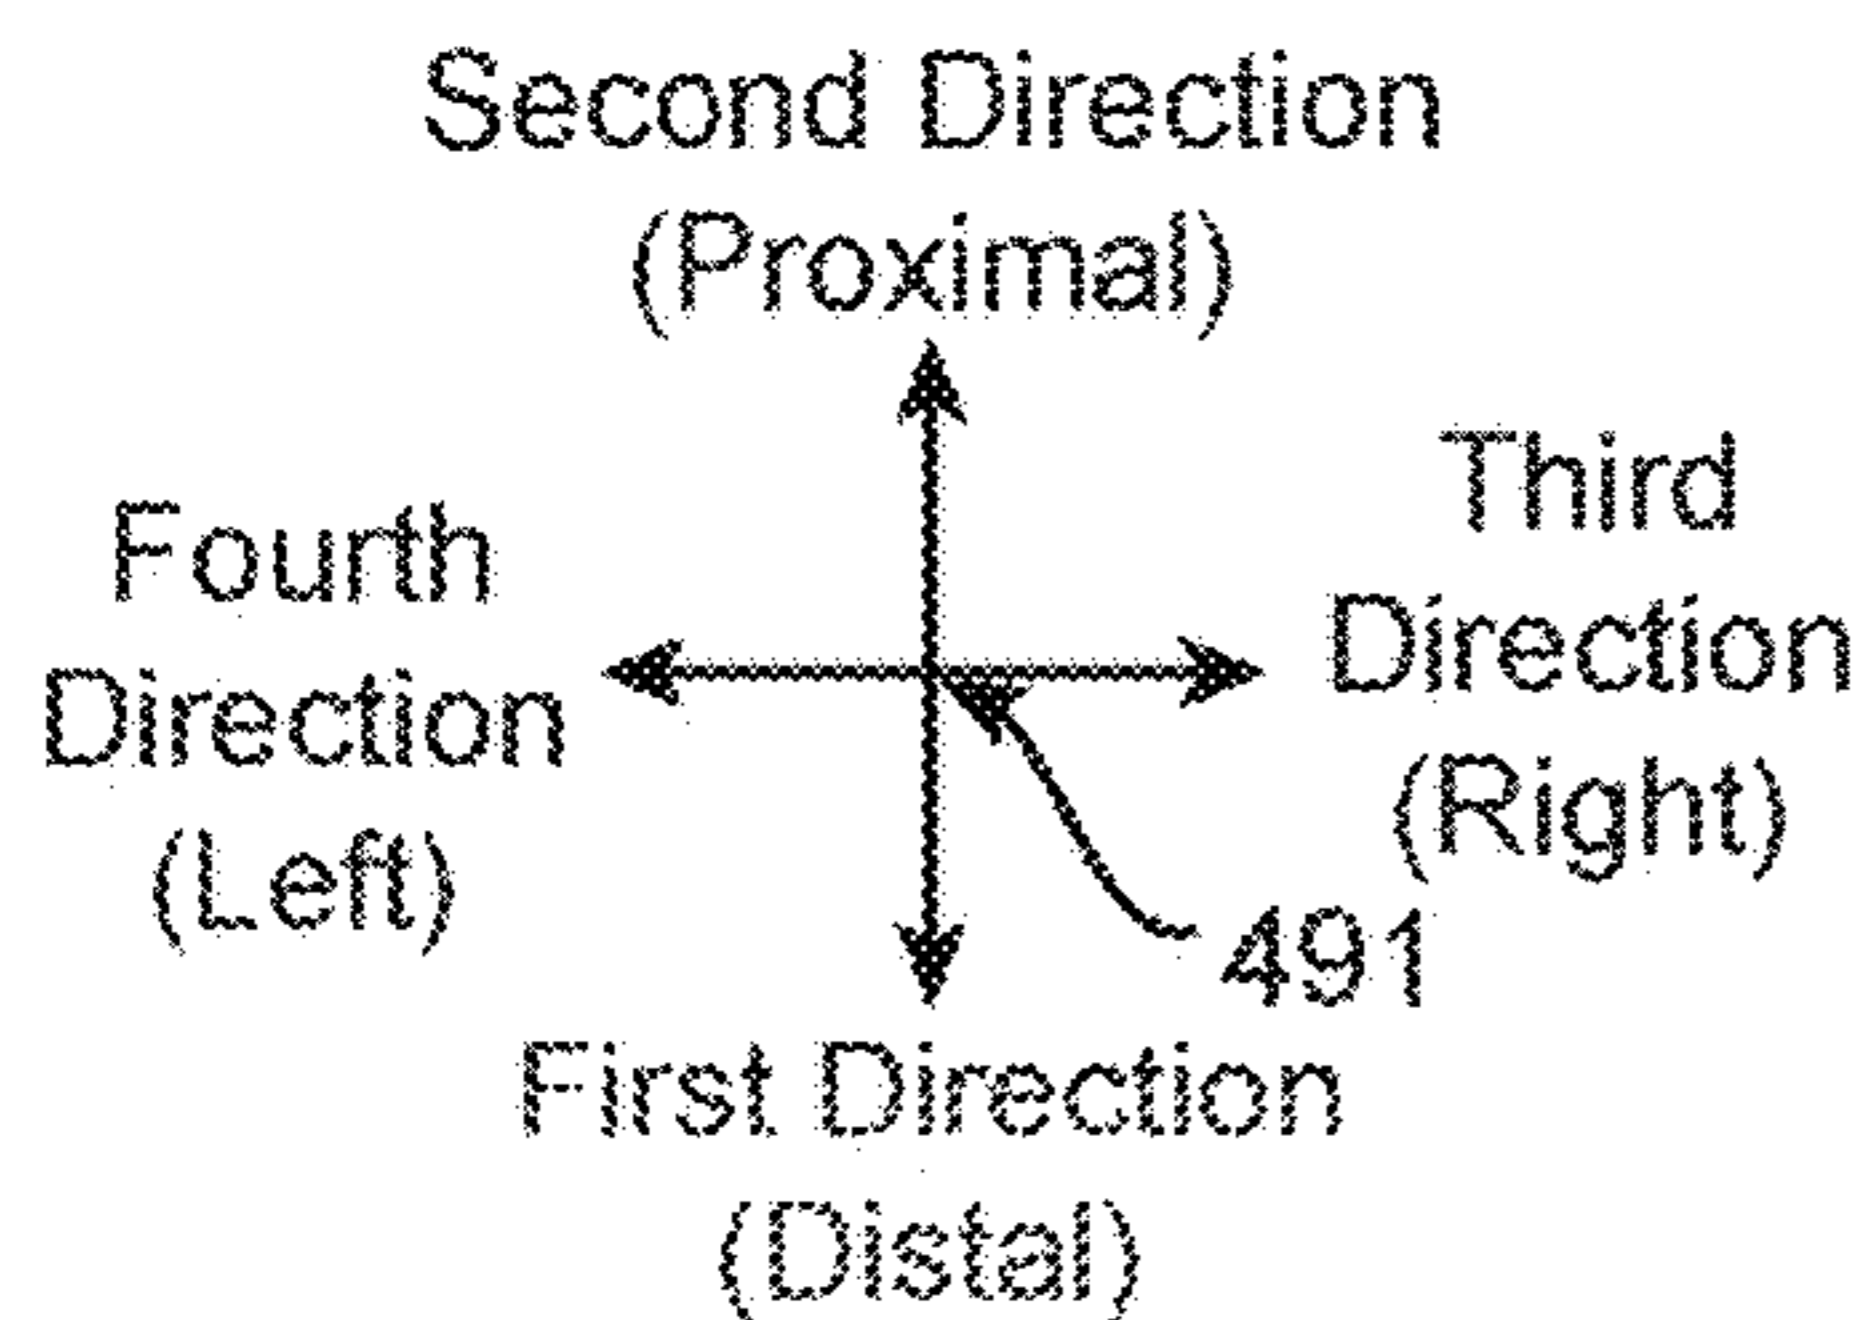 Second Direction
(Proximal)
Fourth
Direction
(Left)
Third
Direction
(Right)
491
First Direction
(Distal)